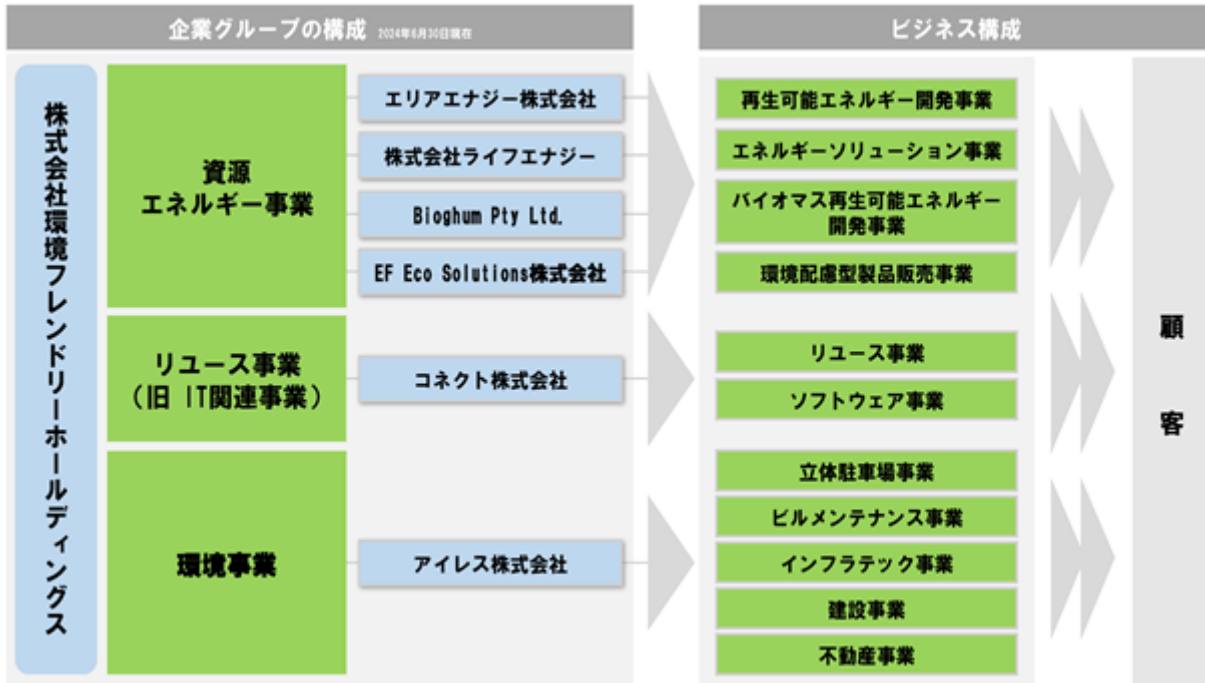 企業グループの構成 2024年6月30日現在
ビジネス構成
株式会社環境フレンドリーホールディングス
資源
エネルギー事業
エリアエナジー株式会社
株式会社ライフエナジー
Bioghum Pty Ltd.
EF Eco Solutions株式会社
リユース事業
(旧 IT関連事業)
コネクト株式会社
環境事業
アイレス株式会社
再生可能エネルギー開発事業
エネルギーソリューション事業
バイオマス再生可能エネルギー
開発事業
環境配慮型製品販売事業
リユース事業
ソフトウェア事業
立体駐車場事業
ビルメンテナンス事業
インフラテック事業
建設事業
不動産事業
顧客